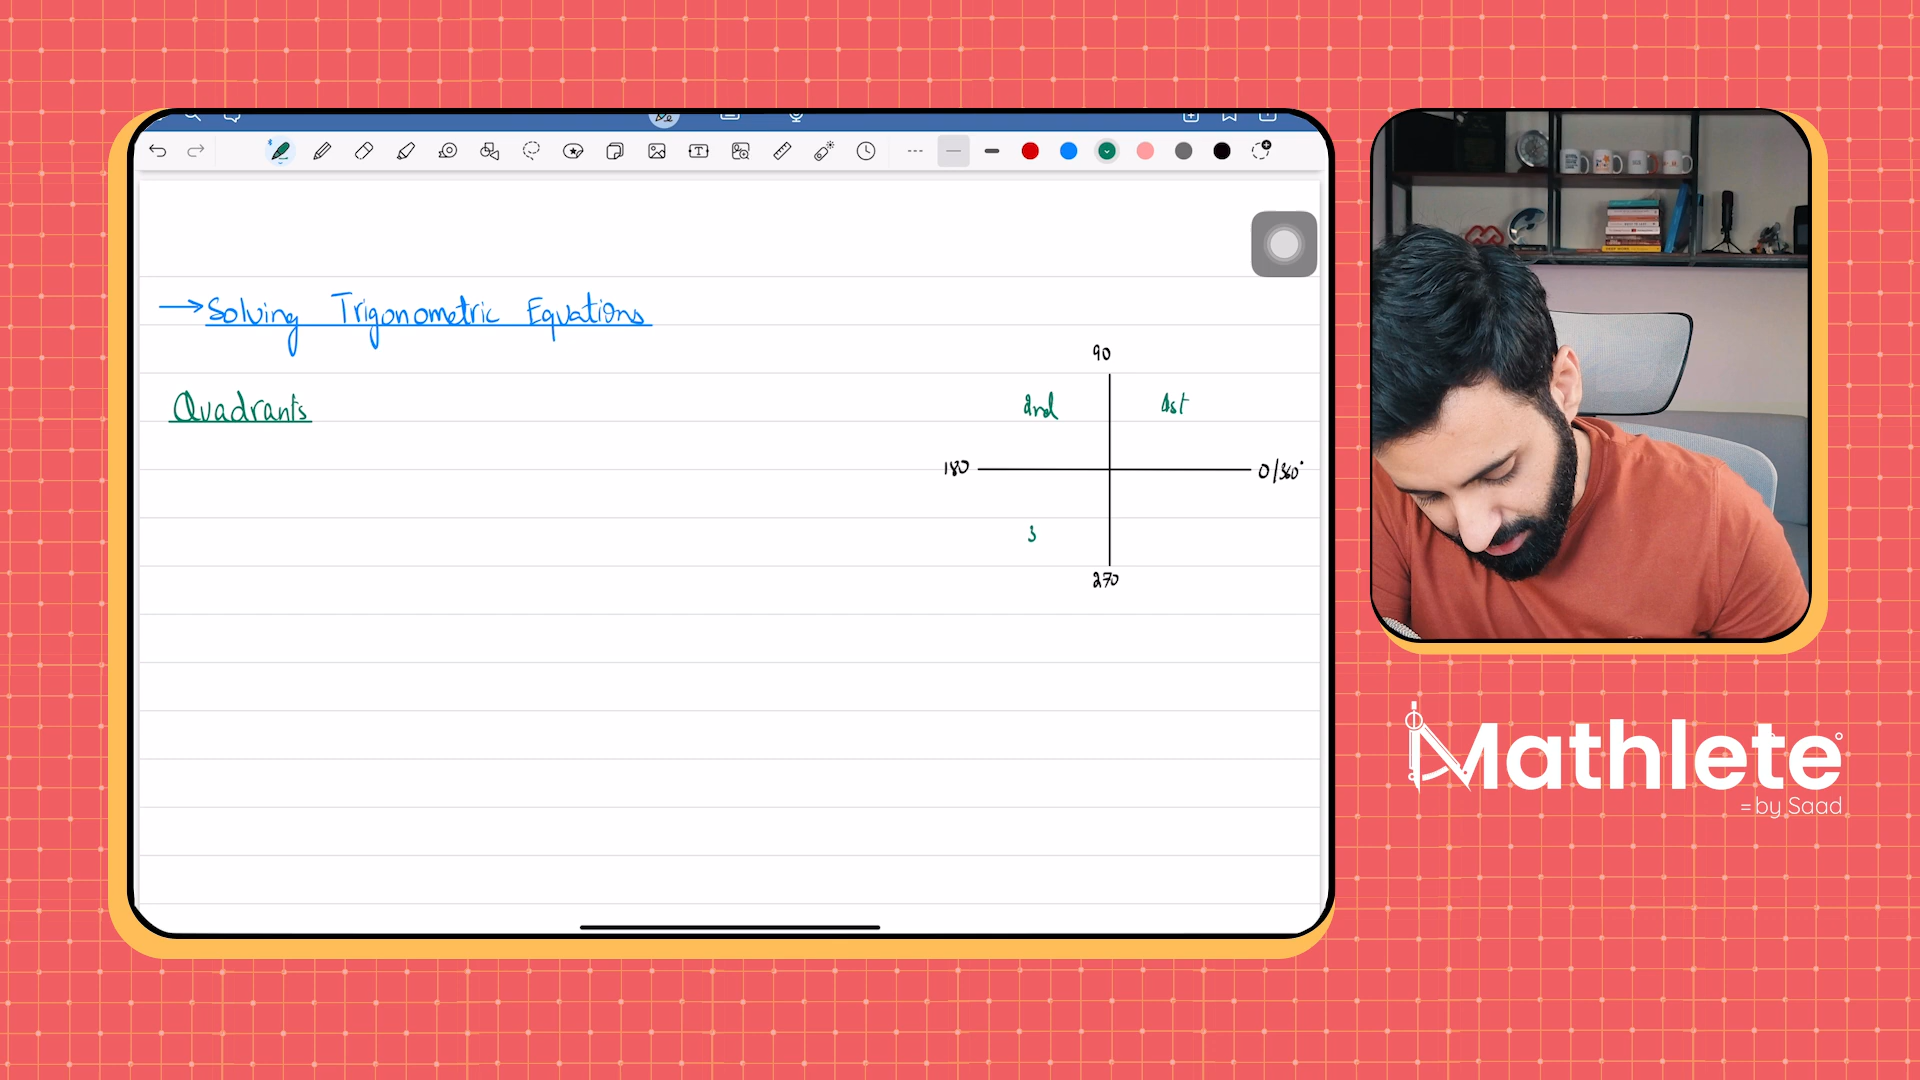 →Solving Trigonometric Equations
Quadrants
90
2nd 1st
180 0/360°
3
270
Mathlete
= by Saad